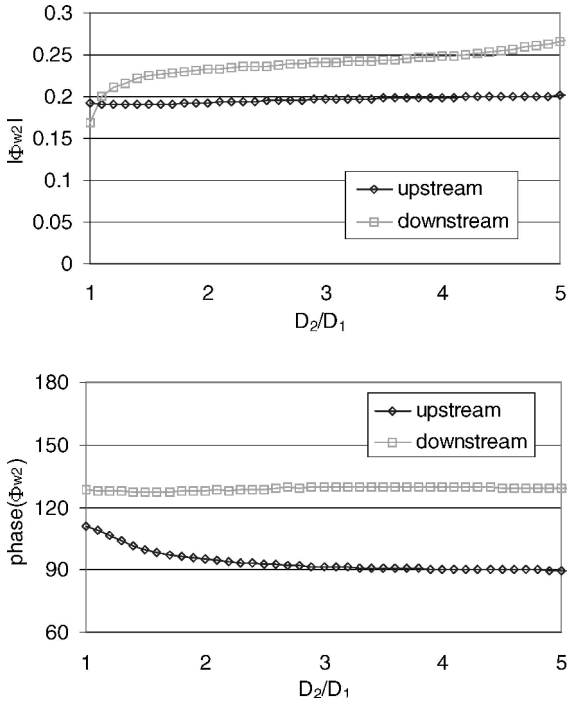 0.3
0.25
0.2
0.15
0.1
0.05
0
|Φw2|
upstream
downstream
1 2 3 4 5
D2/D1
180
150
120
90
60
phase(Φw2)
upstream
downstream
1 2 3 4 5
D2/D1